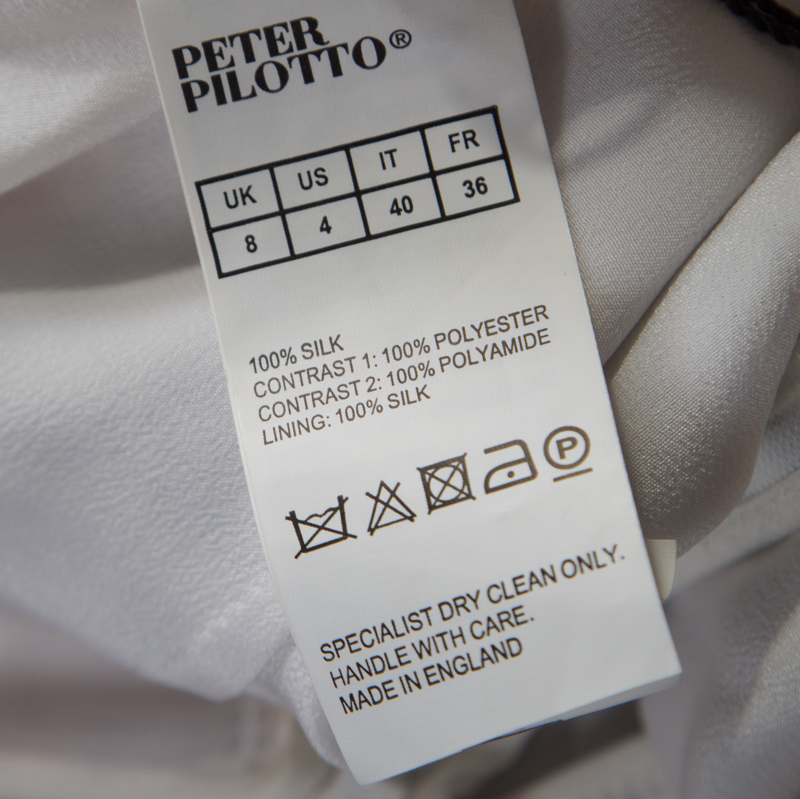 PETER
PILOTTO®
UK US IT FR
8 4 40 36
100% SILK
CONTRAST 1: 100% POLYESTER
CONTRAST 2: 100% POLYAMIDE
LINING: 100% SILK
P
SPECIALIST DRY CLEAN ONLY.
HANDLE WITH CARE.
MADE IN ENGLAND